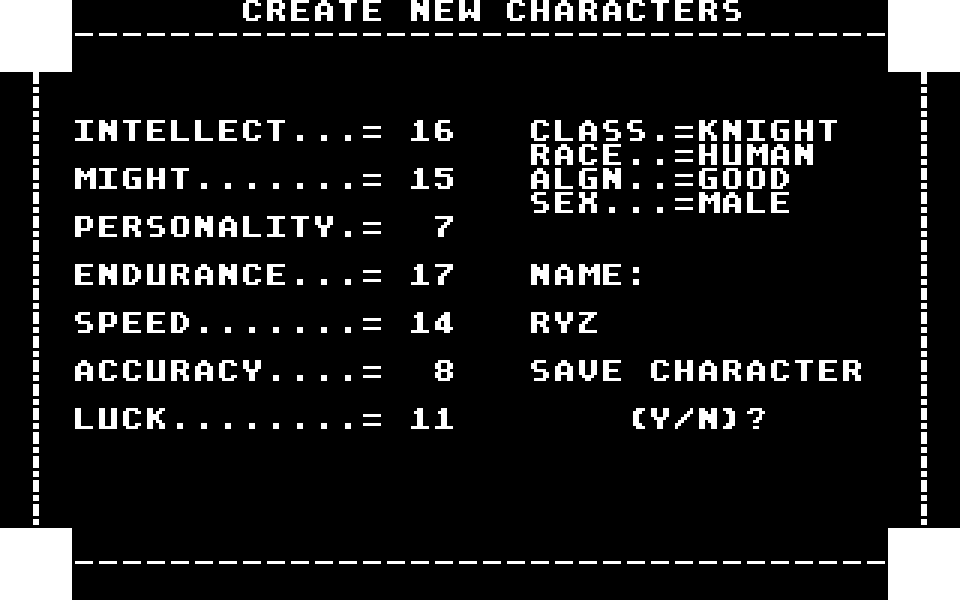 CREATE NEW CHARACTERS
INTELLECT...= 16
MIGHT.......= 15
PERSONALITY.= 7
ENDURANCE...= 17
SPEED.......= 14
ACCURACY....= 8
LUCK........= 11
CLASS.=KNIGHT
RACE..=HUMAN
ALGN..=GOOD
SEX...=MALE
NAME:
RYZ
SAVE CHARACTER
(Y/N)?